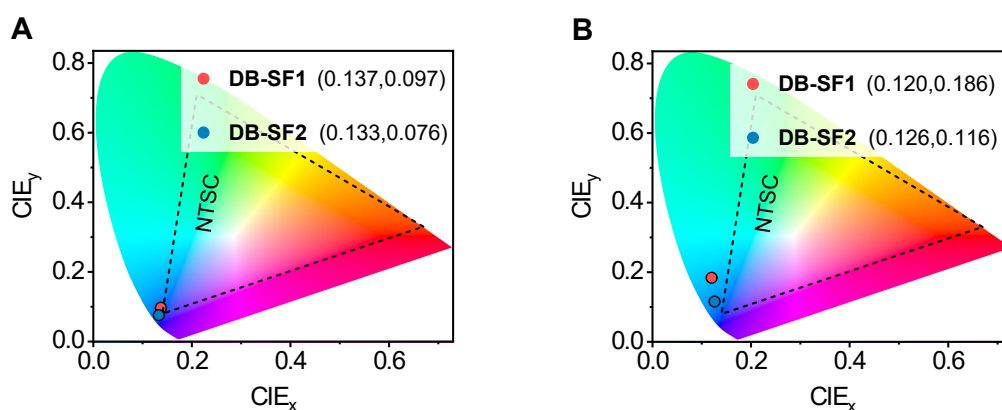 A
0.8
0.6
0.4
0.2
0.0
0.0
0.2
0.4
0.6
CIEy
CIEx
DB-SF1 (0.137,0.097)
DB-SF2 (0.133,0.076)
NTSC
B
0.8
0.6
0.4
0.2
0.0
0.0
0.2
0.4
0.6
CIEy
CIEx
DB-SF1 (0.120,0.186)
DB-SF2 (0.126,0.116)
NTSC